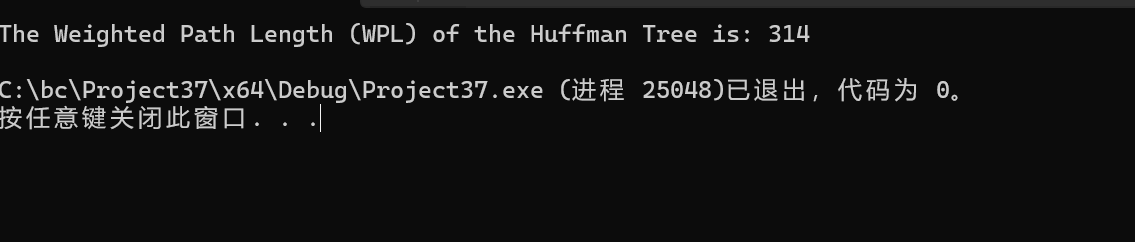 The Weighted Path Length (WPL) of the Huffman Tree is: 314
C:\bc\Project37\x64\Debug\Project37.exe (进程 25048)已退出，代码为 0。
按任意键关闭此窗口. . .